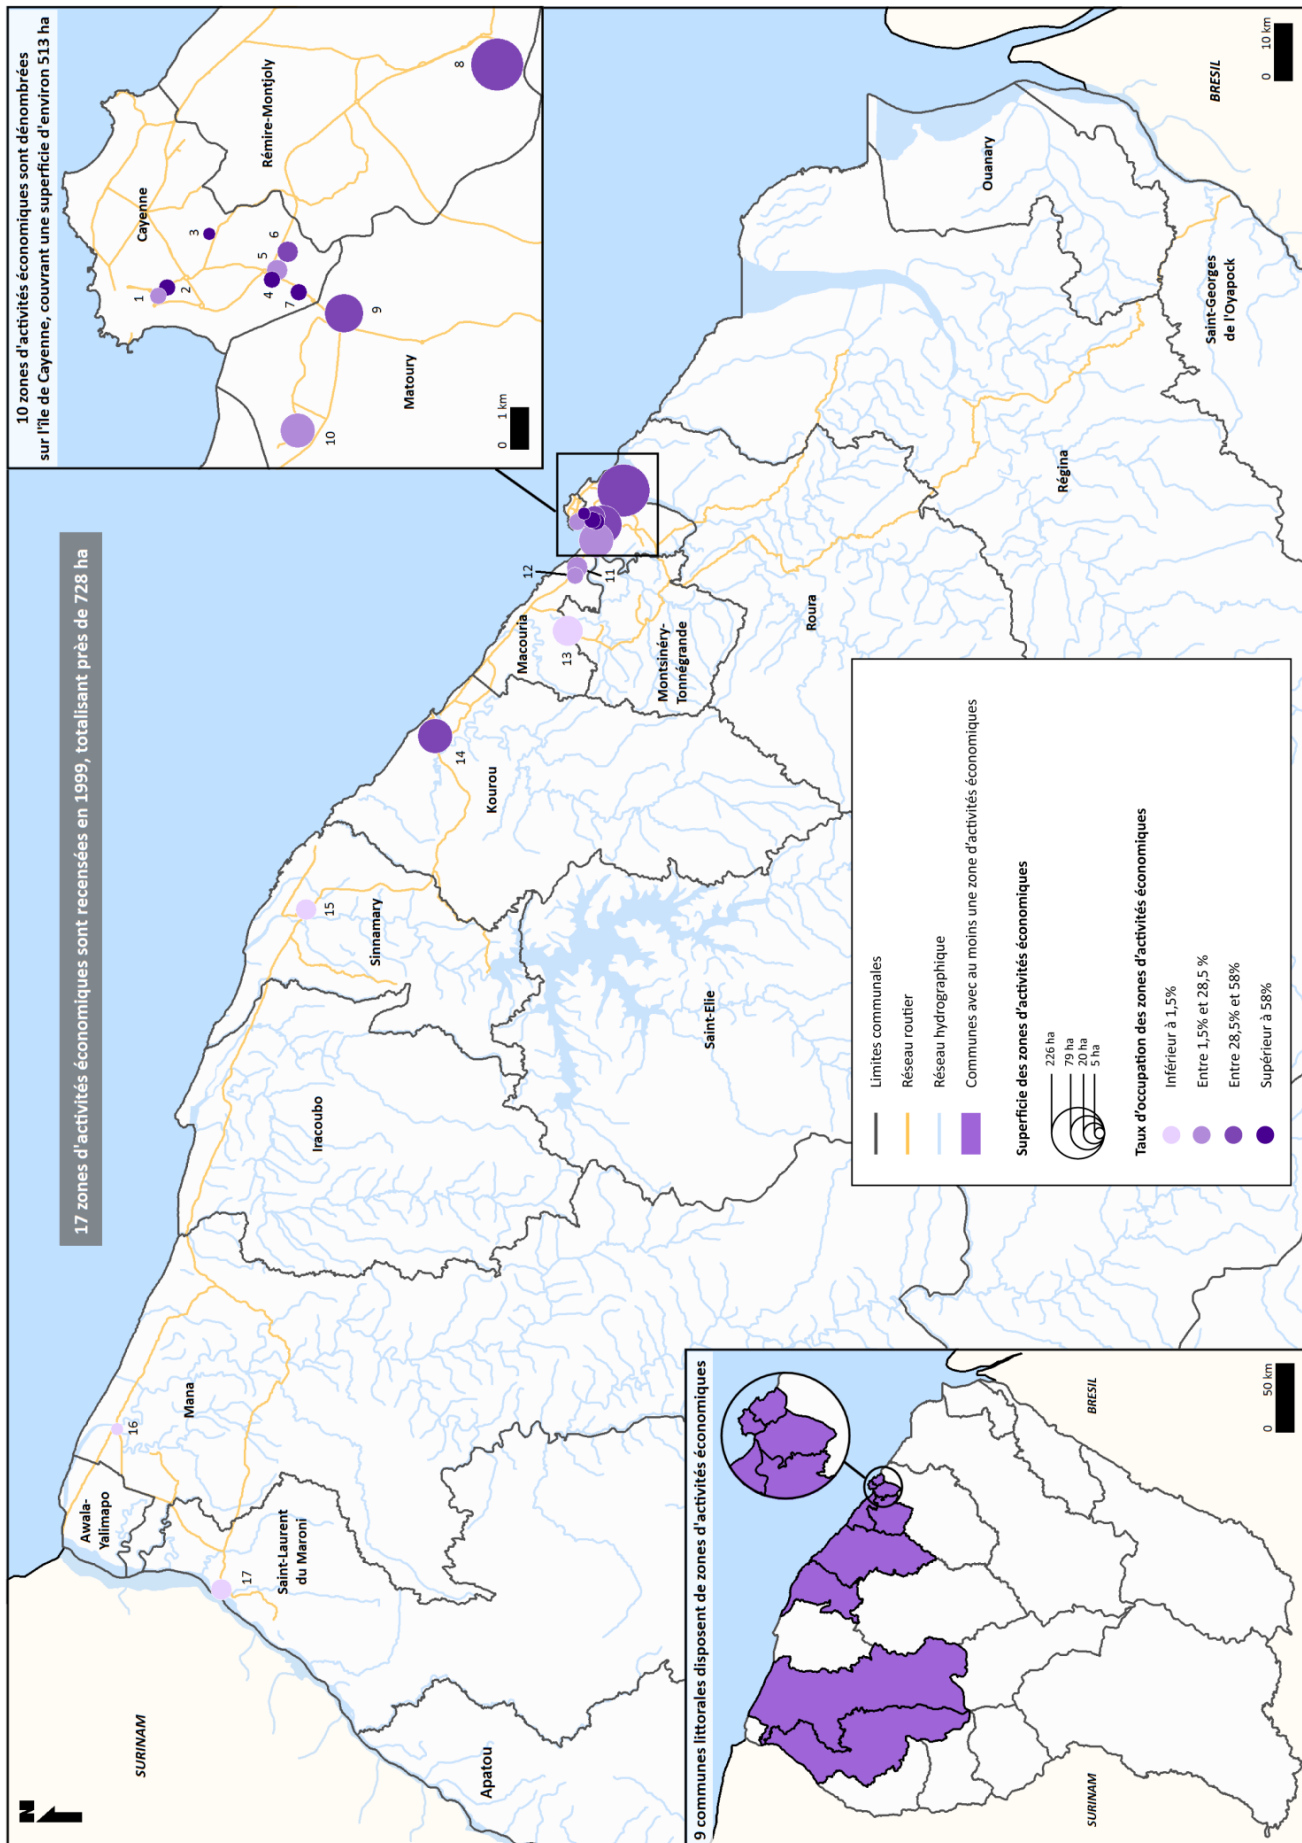 17 zones d'activités économiques sont recensées en 1999, totalisant près de 728 ha
10 zones d'activités économiques sont dénombrées
sur l'île de Cayenne, couvrant une superficie d'environ 513 ha
Cayenne
Rémire-Montjoly
Matoury
1
2
3
4
5
6
7
8
9
10
0 1 km
N
SURINAM
Awala-
Yalimapo
Mana
16
17
Saint-Laurent
du Maroni
Apatou
Iracoubo
Sinnamary
15
Saint-Elie
Kourou
14
Macouria
13
12
11
Montsinéry-
Tonnégrande
Roura
Régina
Ouanary
Saint-Georges
de l'Oyapock
BRESIL
0 10 km
Limites communales
Réseau routier
Réseau hydrographique
Communes avec au moins une zone d'activités économiques
Superficie des zones d'activité économiques
226 ha
79 ha
20 ha
5 ha
Taux d'occupation des zones d'activités économiques
Inférieur à 1,5%
Entre 1,5% et 28,5 %
Entre 28,5% et 58%
Supérieur à 58%
9 communes littorales disposent de zones d'activités économiques
SURINAM
BRESIL
0 50 km